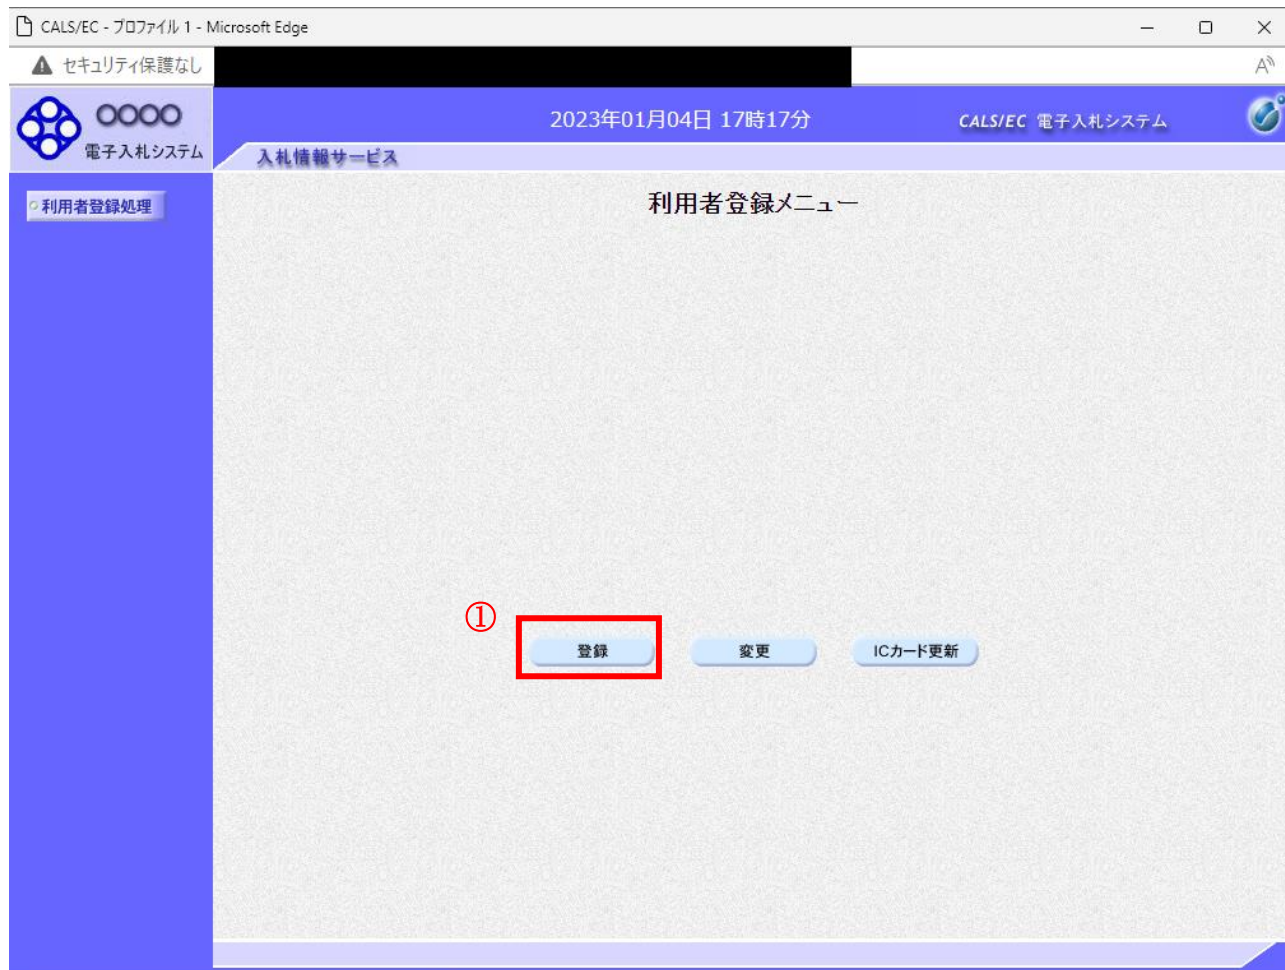 CALS/EC - プロファイル 1 - Microsoft Edge
セキュリティ保護なし
○○○○
電子入札システム
2023年01月04日 17時17分
CALS/EC 電子入札システム
入札情報サービス
利用者登録処理
利用者登録メニュー
①
登録
変更
ICカード更新